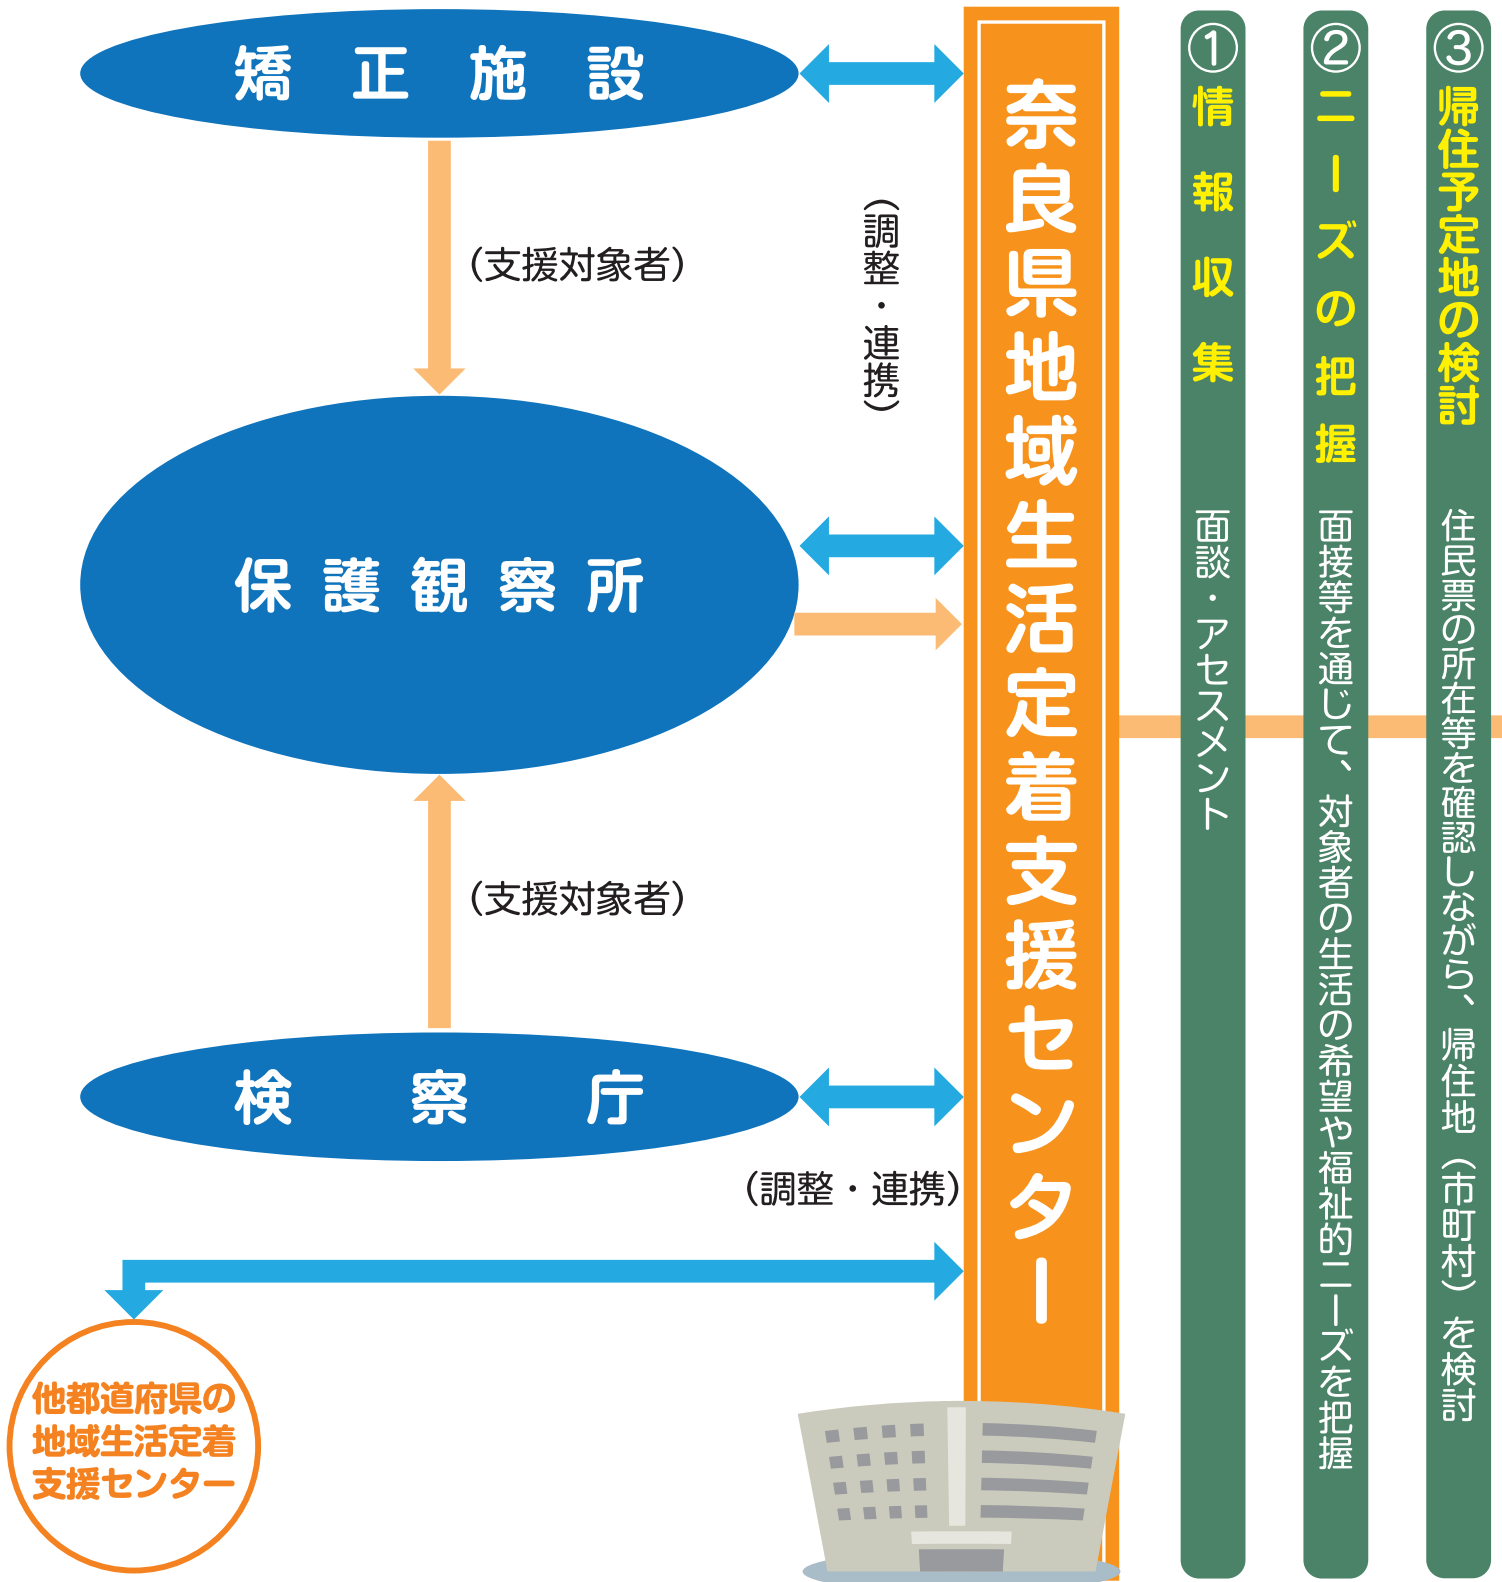 矯正施設
(支援対象者)
(調整・連携)
保護観察所
(支援対象者)
検察庁
(調整・連携)
他都道府県の
地域生活定着
支援センター
奈良県地域生活定着支援センター
①情報収集 面談・アセスメント
②ニーズの把握 面接等を通じて、対象者の生活の希望や福祉的ニーズを把握
③帰住予定地の検討 住民票の所在等を確認しながら、帰住地(市町村)を検討